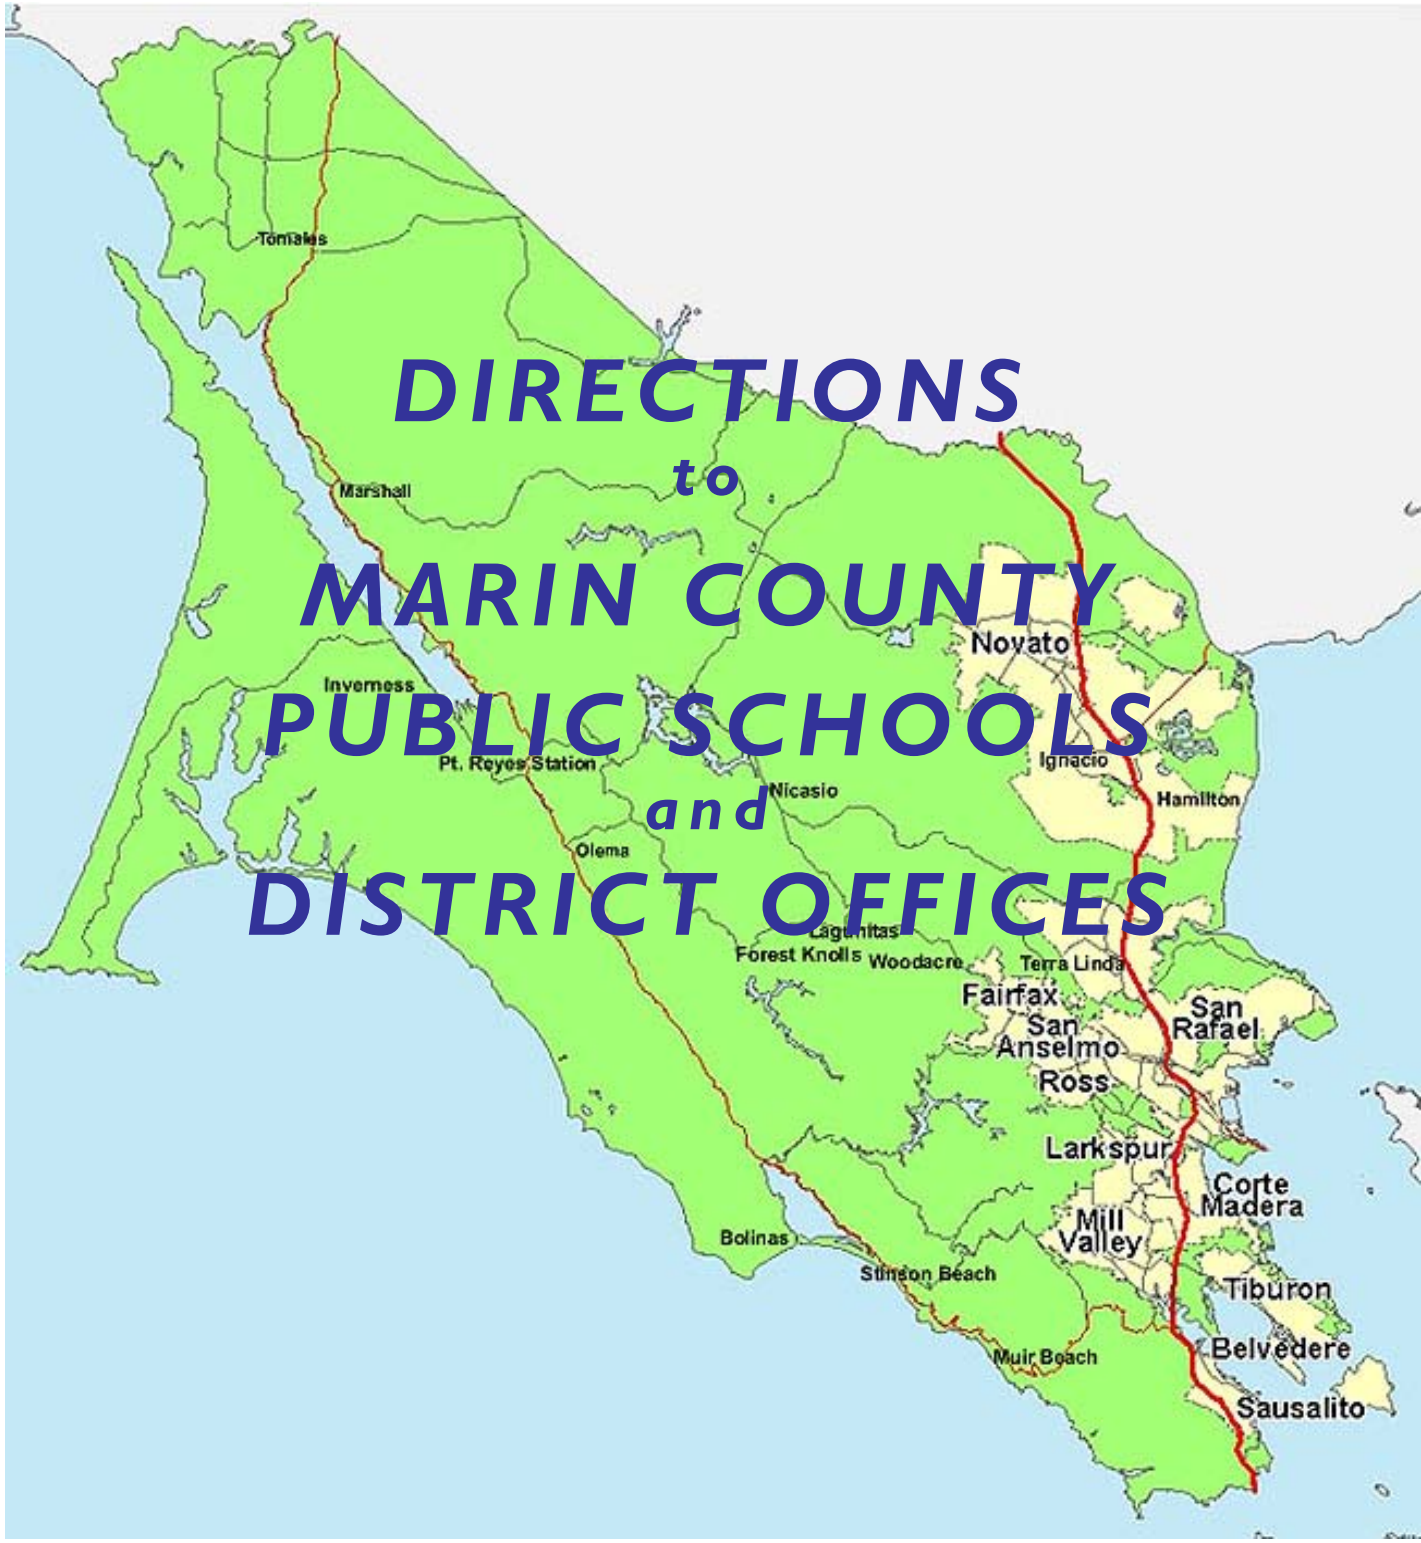 Tomales
DIRECTIONS
to
Marshall
MARIN COUNTY
Novato
Inverness
PUBLIC SCHOOLS
Ignacio
Pt. Reyes Station
Nicasio
Hamilton
and
Olema
DISTRICT OFFICES
Lagunitas
Forest Knolls
Woodacre
Terra Linda
Fairfax
San
Rafael
San
Anselmo
Ross
Larkspur
Corte
Madera
Mill
Valley
Bolinas
Stinson Beach
Tiburon
Belvedere
Muir Beach
Sausalito